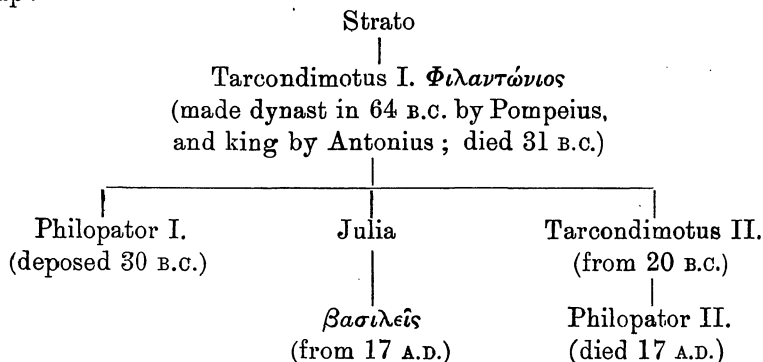 Strato
Tarcondimotus I. Φιλαντώνιος
(made dynast in 64 B.C. by Pompeius,
and king by Antonius ; died 31 B.C.)
Philopator I. Julia Tarcondimotus II.
(deposed 30 B.C.) (from 20 B.C.)
βασιλεῖς Philopator II.
(from 17 A.D.) (died 17 A.D.)